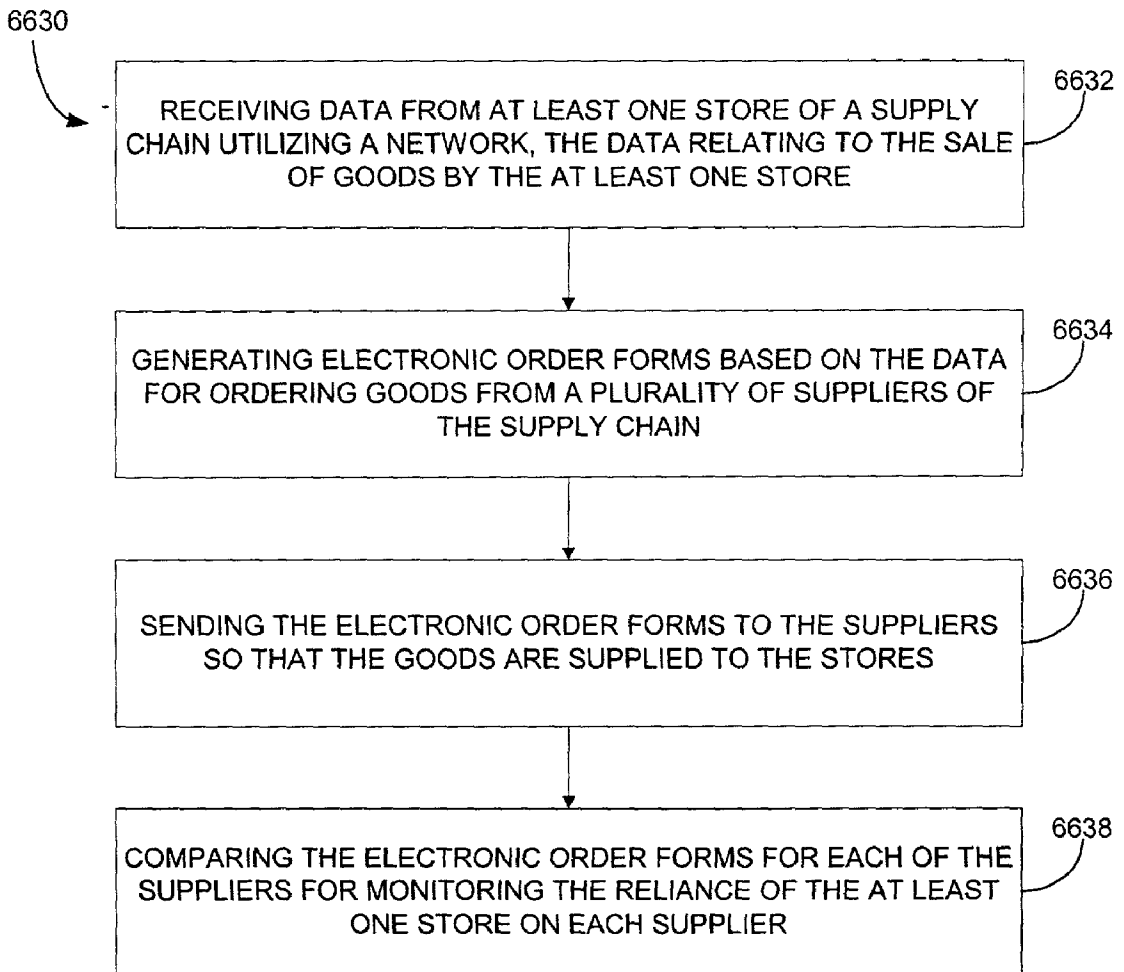 6630
6632
RECEIVING DATA FROM AT LEAST ONE STORE OF A SUPPLY
CHAIN UTILIZING A NETWORK, THE DATA RELATING TO THE SALE
OF GOODS BY THE AT LEAST ONE STORE
6634
GENERATING ELECTRONIC ORDER FORMS BASED ON THE DATA
FOR ORDERING GOODS FROM A PLURALITY OF SUPPLIERS OF
THE SUPPLY CHAIN
6636
SENDING THE ELECTRONIC ORDER FORMS TO THE SUPPLIERS
SO THAT THE GOODS ARE SUPPLIED TO THE STORES
6638
COMPARING THE ELECTRONIC ORDER FORMS FOR EACH OF THE
SUPPLIERS FOR MONITORING THE RELIANCE OF THE AT LEAST
ONE STORE ON EACH SUPPLIER